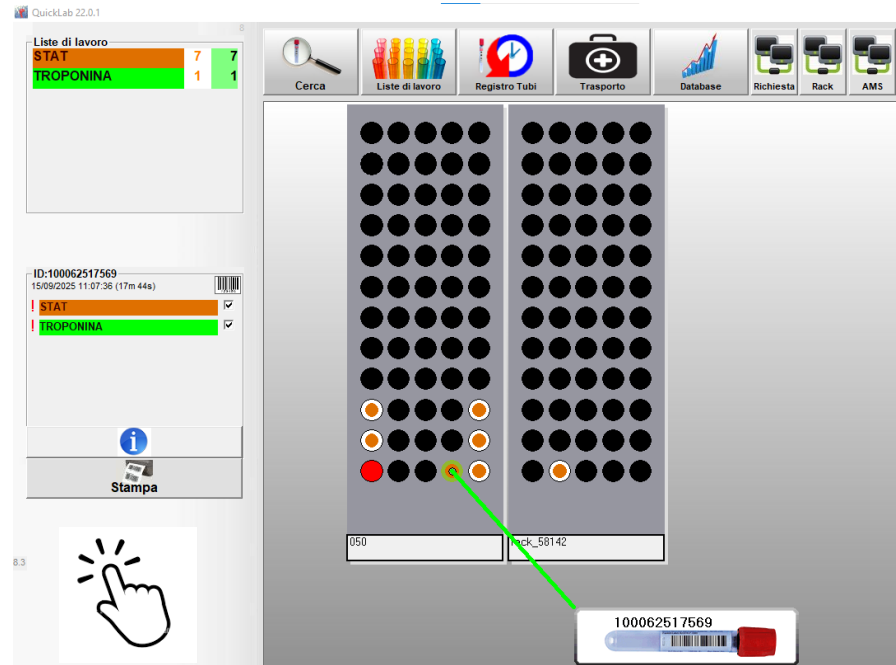 QuickLab 22.0.1
Liste di lavoro
STAT 7 7
TROPONINA 1 1
Cerca
Liste di lavoro
Registro Tubi
Trasporto
Database
Richiesta
Rack
AMS
ID:100062517569
15/09/2025 11:07:36 (17m 44s)
! STAT
! TROPONINA
i
Stampa
8.3
050
rack_58142
100062517569